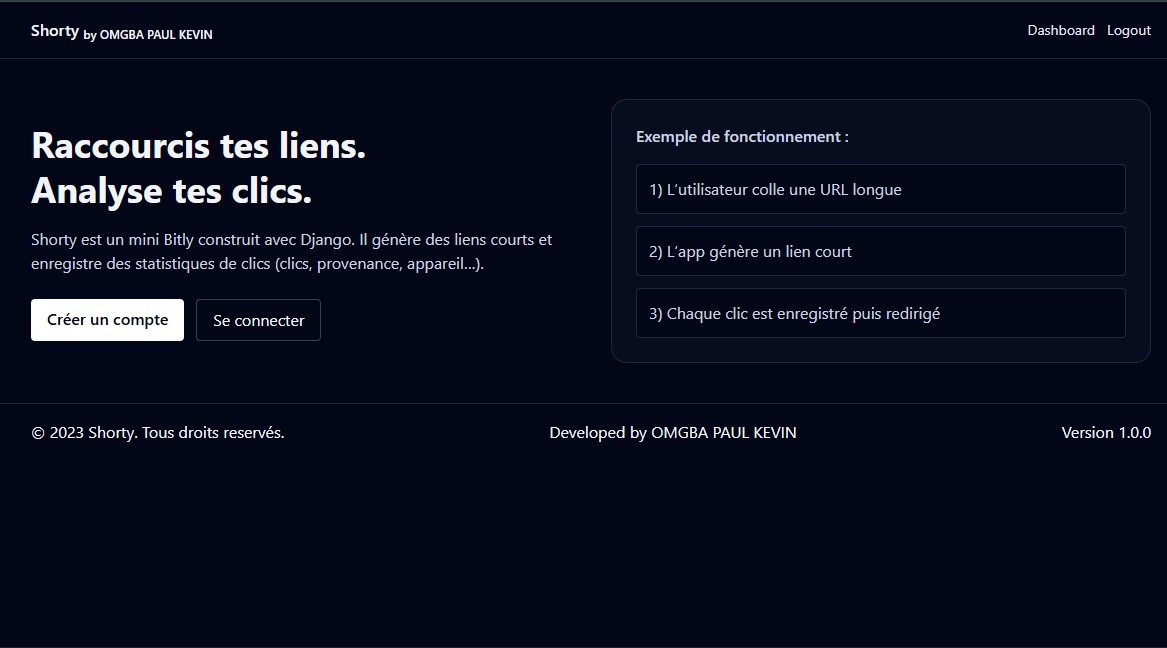 Shorty by OMGBA PAUL KEVIN
Dashboard Logout
Raccourcis tes liens.
Analyse tes clics.
Shorty est un mini Bitly construit avec Django. Il génère des liens courts et
enregistre des statistiques de clics (clics, provenance, appareil...).
Créer un compte
Se connecter
Exemple de fonctionnement :
1) L'utilisateur colle une URL longue
2) L'app génère un lien court
3) Chaque clic est enregistré puis redirigé
© 2023 Shorty. Tous droits reservés.
Developed by OMGBA PAUL KEVIN
Version 1.0.0